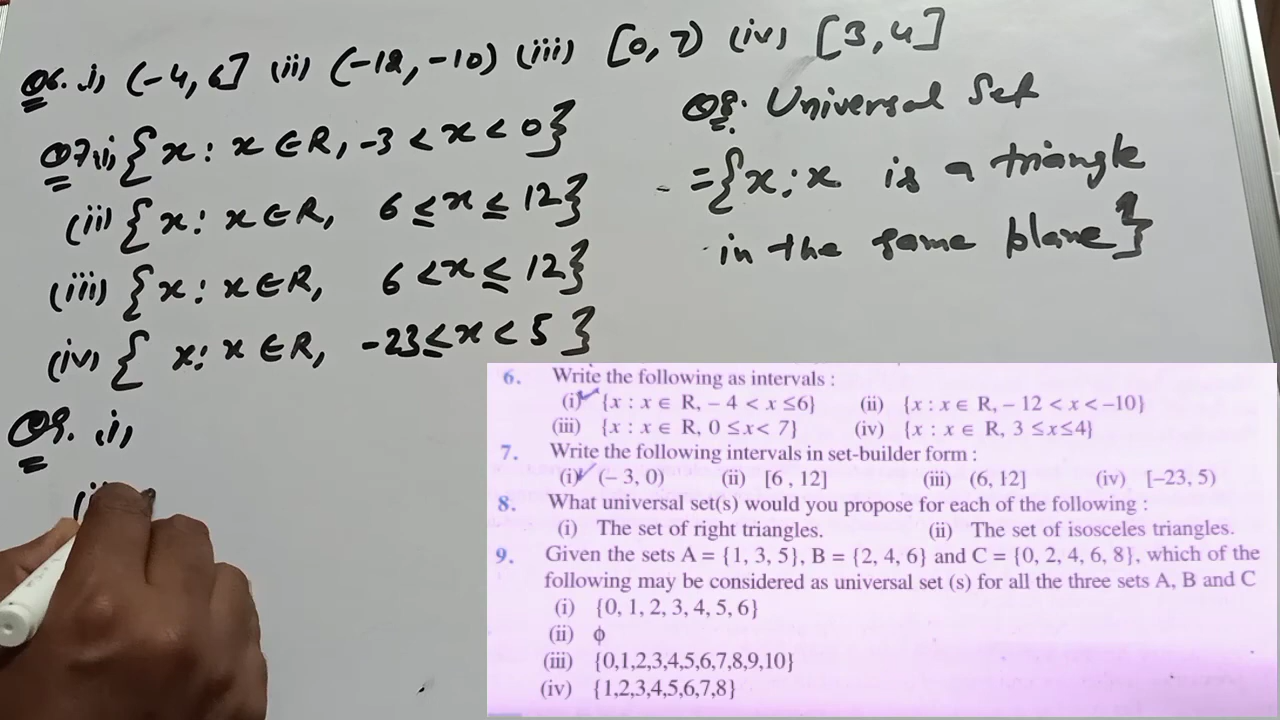 Q6. i) (-4, 6] (ii) (-12, -10) (iii) [0, 7) (iv) [3, 4]
Q7. i) {x : x ∈ R, -3 < x < 0}
(ii) {x : x ∈ R, 6 ≤ x ≤ 12}
(iii) {x : x ∈ R, 6 < x ≤ 12}
(iv) { x : x ∈ R, -23 ≤ x < 5 }
Q8. Universal Set
= {x : x is a triangle
in the same plane}
Q9. i)
(ii
6. Write the following as intervals :
(i) {x : x ∈ R, – 4 < x ≤6} (ii) {x : x ∈ R, – 12 < x < –10}
(iii) {x : x ∈ R, 0 ≤x< 7} (iv) {x : x ∈ R, 3 ≤x≤4}
7. Write the following intervals in set-builder form :
(i) (– 3, 0) (ii) [6 , 12] (iii) (6, 12] (iv) [–23, 5)
8. What universal set(s) would you propose for each of the following :
(i) The set of right triangles. (ii) The set of isosceles triangles.
9. Given the sets A = {1, 3, 5}, B = {2, 4, 6} and C = {0, 2, 4, 6, 8}, which of the
following may be considered as universal set (s) for all the three sets A, B and C
(i) {0, 1, 2, 3, 4, 5, 6}
(ii) ϕ
(iii) {0,1,2,3,4,5,6,7,8,9,10}
(iv) {1,2,3,4,5,6,7,8}